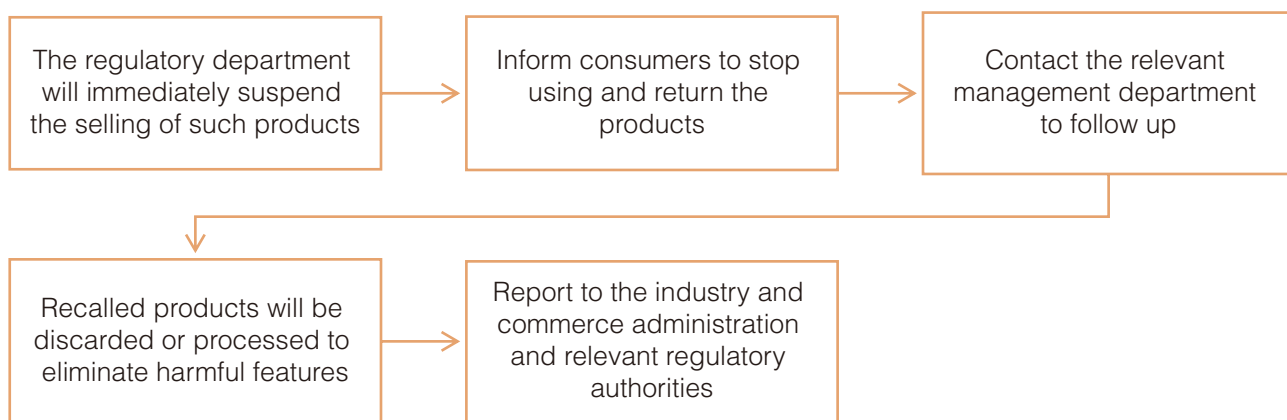 The regulatory department
will immediately suspend
the selling of such products
Inform consumers to stop
using and return the
products
Contact the relevant
management department
to follow up
Recalled products will be
discarded or processed to
eliminate harmful features
Report to the industry and
commerce administration
and relevant regulatory
authorities